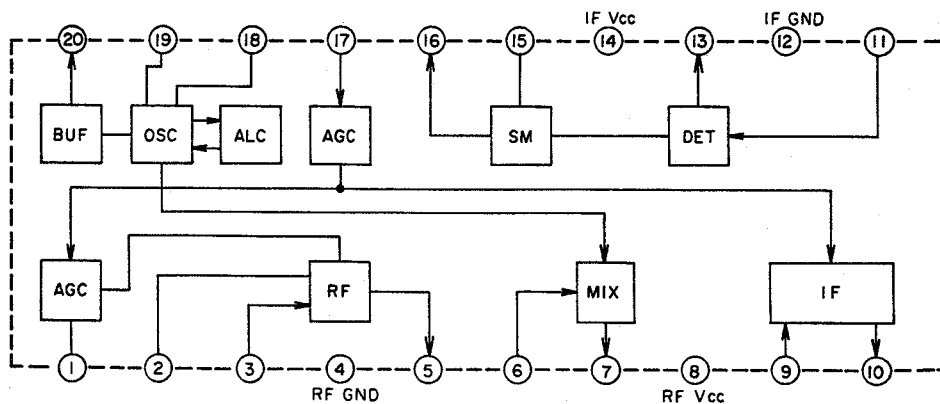 IF Vcc IF GND
20 19 18 17 16 15 14 13 12 11
BUF OSC ALC AGC SM DET
AGC RF MIX IF
1 2 3 4 5 6 7 8 9 10
RF GND RF Vcc